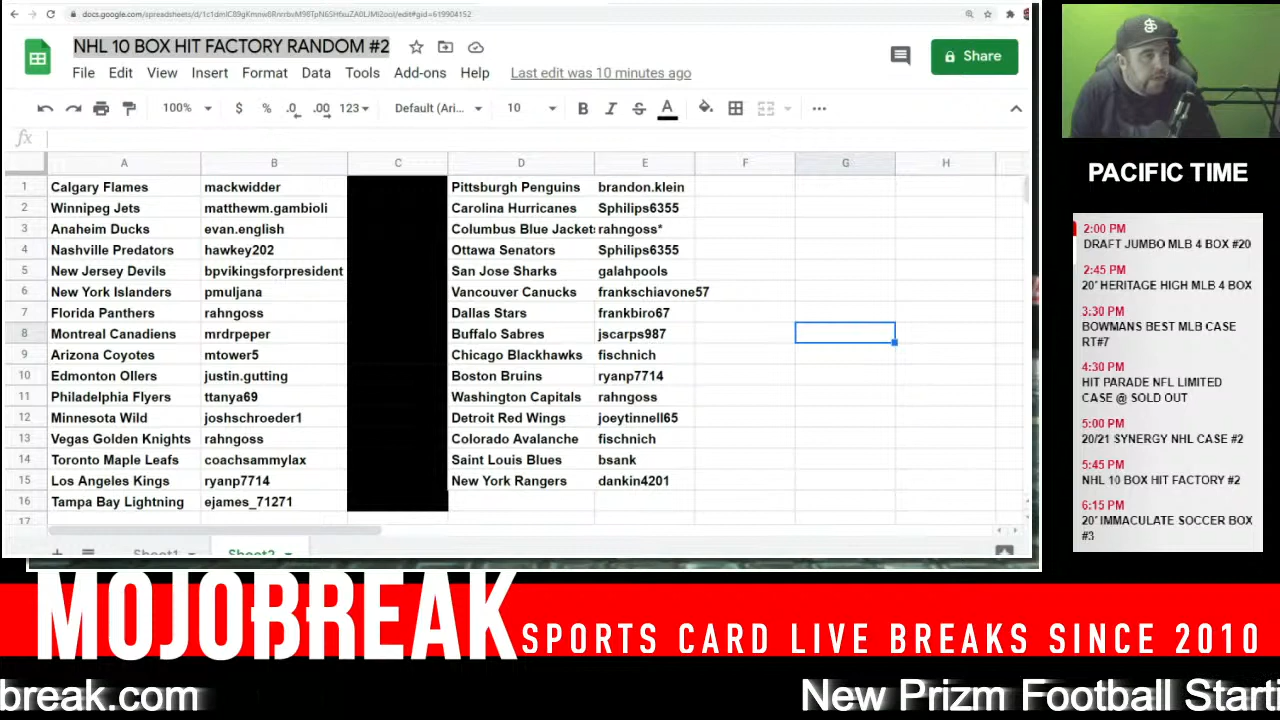 docs.google.com/spreadsheets/d/
NHL 10 BOX HIT FACTORY RANDOM #2
Share
File Edit View Insert Format Data Tools Add-ons Help Last edit was 10 minutes ago
100% $ % .0 .00 123 Default (Ari... 10 B I S A ...
fx
A B C D E F G H
1 Calgary Flames mackwidder Pittsburgh Penguins brandon.klein
2 Winnipeg Jets matthewm.gambioli Carolina Hurricanes Sphilips6355
3 Anaheim Ducks evan.english Columbus Blue Jackets rahngoss*
4 Nashville Predators hawkey202 Ottawa Senators Sphilips6355
5 New Jersey Devils bpvikingsforpresident San Jose Sharks galahpools
6 New York Islanders pmuljana Vancouver Canucks frankschiavone57
7 Florida Panthers rahngoss Dallas Stars frankbiro67
8 Montreal Canadiens mrdrpeper Buffalo Sabres jscarps987
9 Arizona Coyotes mtower5 Chicago Blackhawks fischnich
10 Edmonton Ollers justin.gutting Boston Bruins ryanp7714
11 Philadelphia Flyers ttanya69 Washington Capitals rahngoss
12 Minnesota Wild joshschroeder1 Detroit Red Wings joeytinnell65
13 Vegas Golden Knights rahngoss Colorado Avalanche fischnich
14 Toronto Maple Leafs coachsammylax Saint Louis Blues bsank
15 Los Angeles Kings ryanp7714 New York Rangers dankin4201
16 Tampa Bay Lightning ejames_71271
17
Sheet1 Sheet2
PACIFIC TIME
2:00 PM
DRAFT JUMBO MLB 4 BOX #20
2:45 PM
20' HERITAGE HIGH MLB 4 BOX
3:30 PM
BOWMANS BEST MLB CASE
RT#7
4:30 PM
HIT PARADE NFL LIMITED
CASE @ SOLD OUT
5:00 PM
20/21 SYNERGY NHL CASE #2
5:45 PM
NHL 10 BOX HIT FACTORY #2
6:15 PM
20' IMMACULATE SOCCER BOX
#3
MOJOBREAK SPORTS CARD LIVE BREAKS SINCE 2010
break.com New Prizm Football Starti